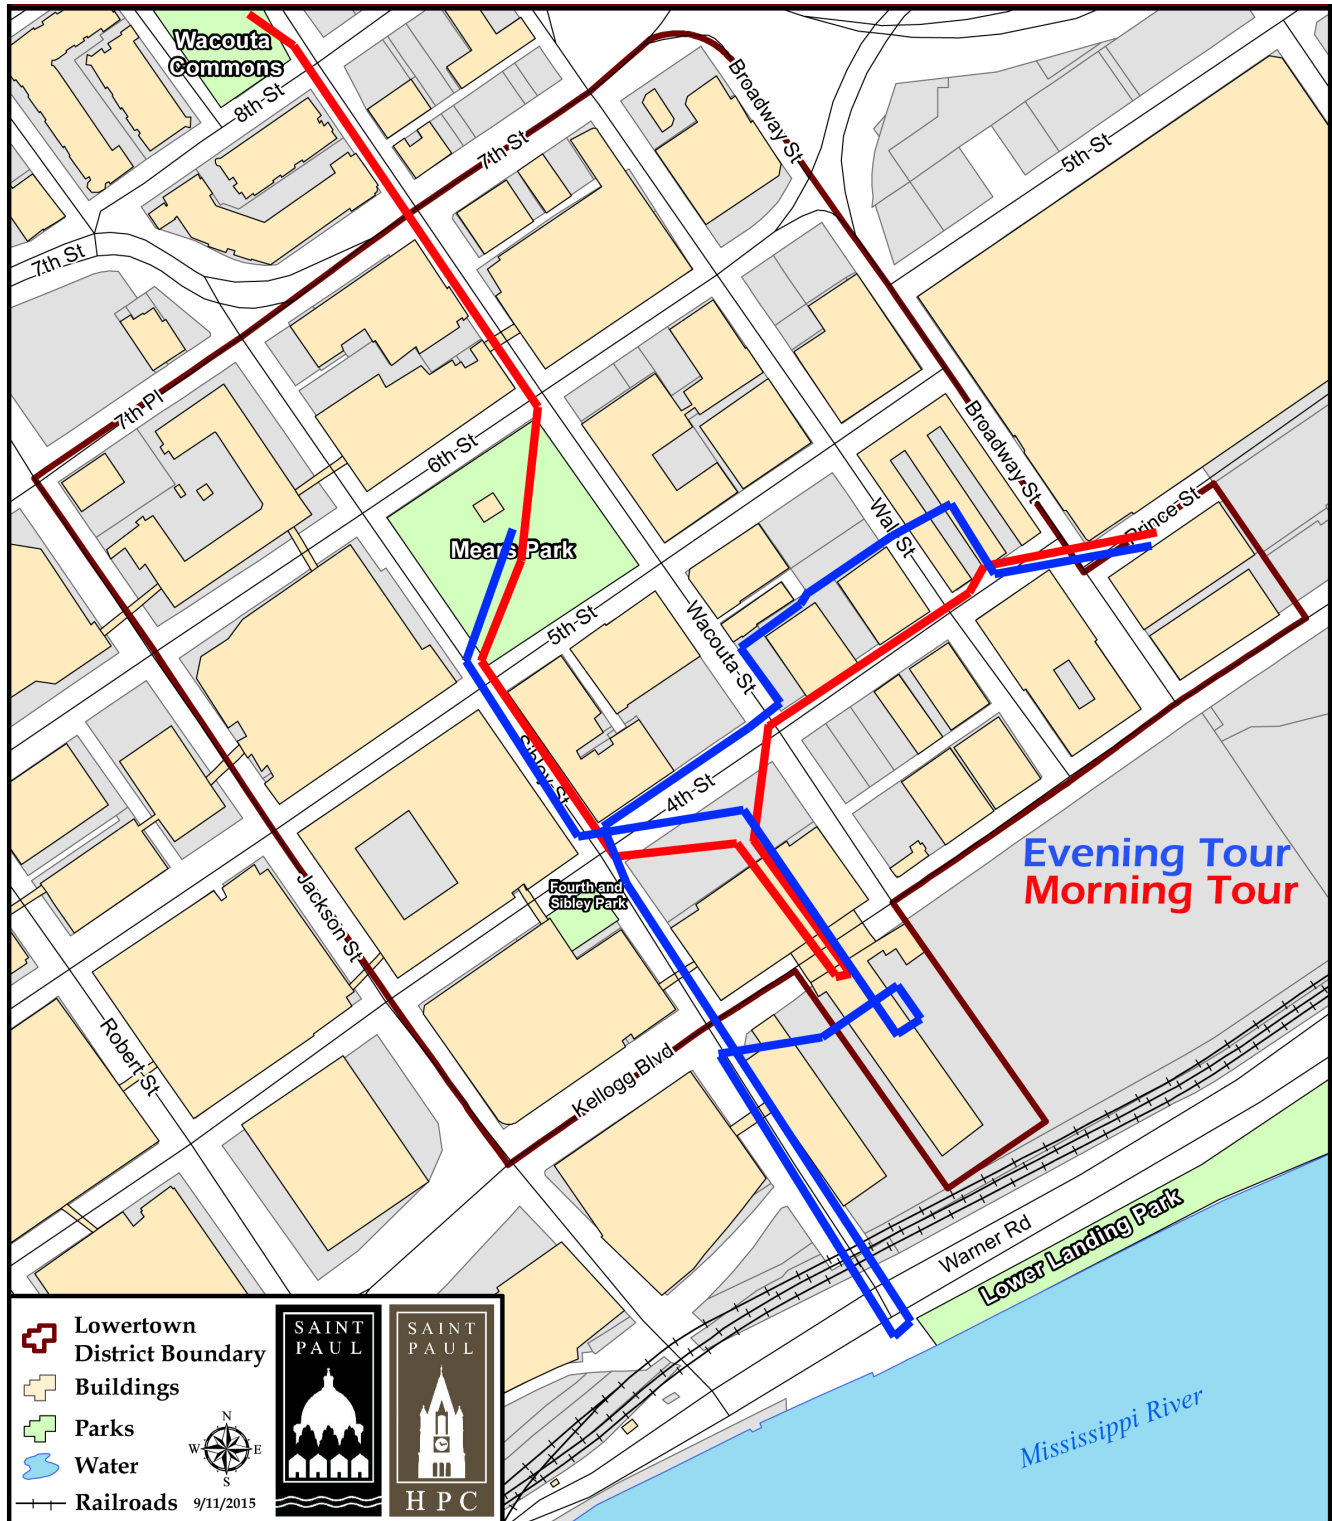 Wacouta
Commons
8th St
7th St
Broadway St
5th St
7th St
7th Pl
6th St
Broadway St
Prince St
Wall St
Mears Park
5th St
Wacouta St
Sibley St
4th St
Evening Tour
Morning Tour
Fourth and
Sibley Park
Jackson St
Robert St
Kellogg Blvd
Warner Rd
Lower Landing Park
Mississippi River
Lowertown
District Boundary
Buildings
Parks
Water
Railroads
N
W E
S
9/11/2015
SAINT
PAUL
SAINT
PAUL
HPC